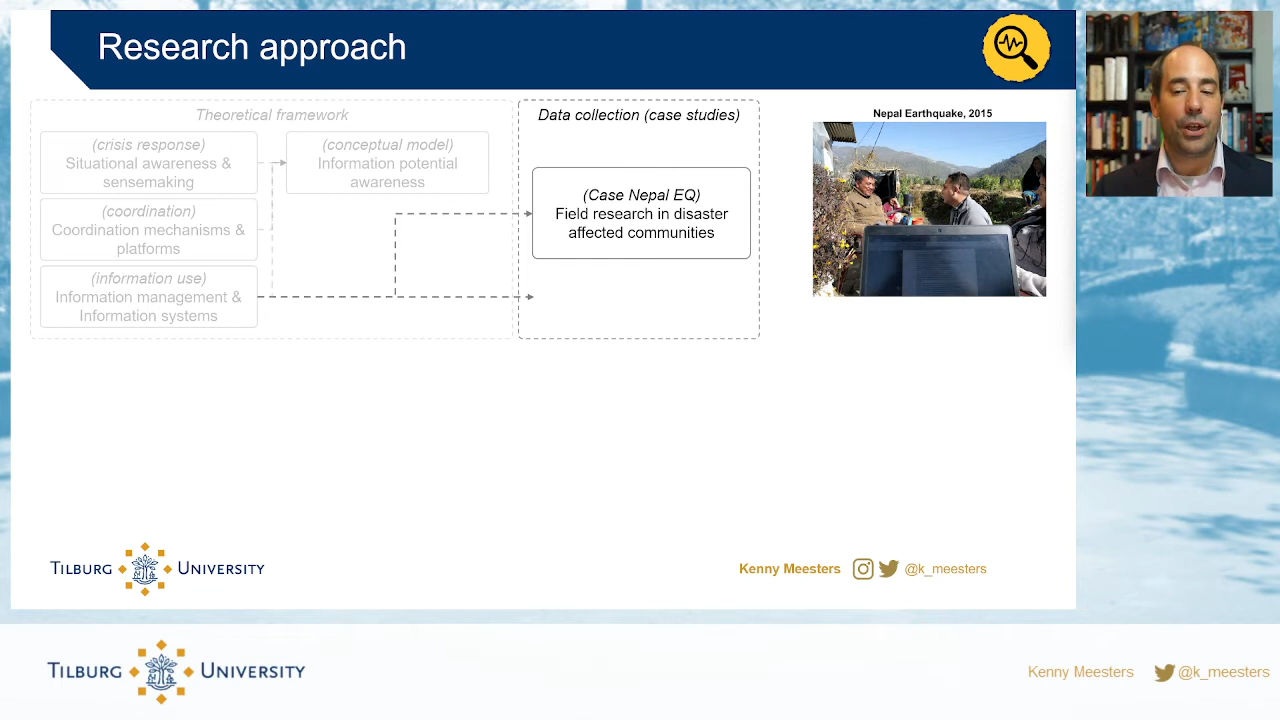 Research approach
Theoretical framework
(crisis response)
Situational awareness &
sensemaking
(conceptual model)
Information potential
awareness
(coordination)
Coordination mechanisms &
platforms
(information use)
Information management &
Information systems
Data collection (case studies)
(Case Nepal EQ)
Field research in disaster
affected communities
Nepal Earthquake, 2015
TILBURG UNIVERSITY
Kenny Meesters @k_meesters
TILBURG UNIVERSITY
Kenny Meesters @k_meesters